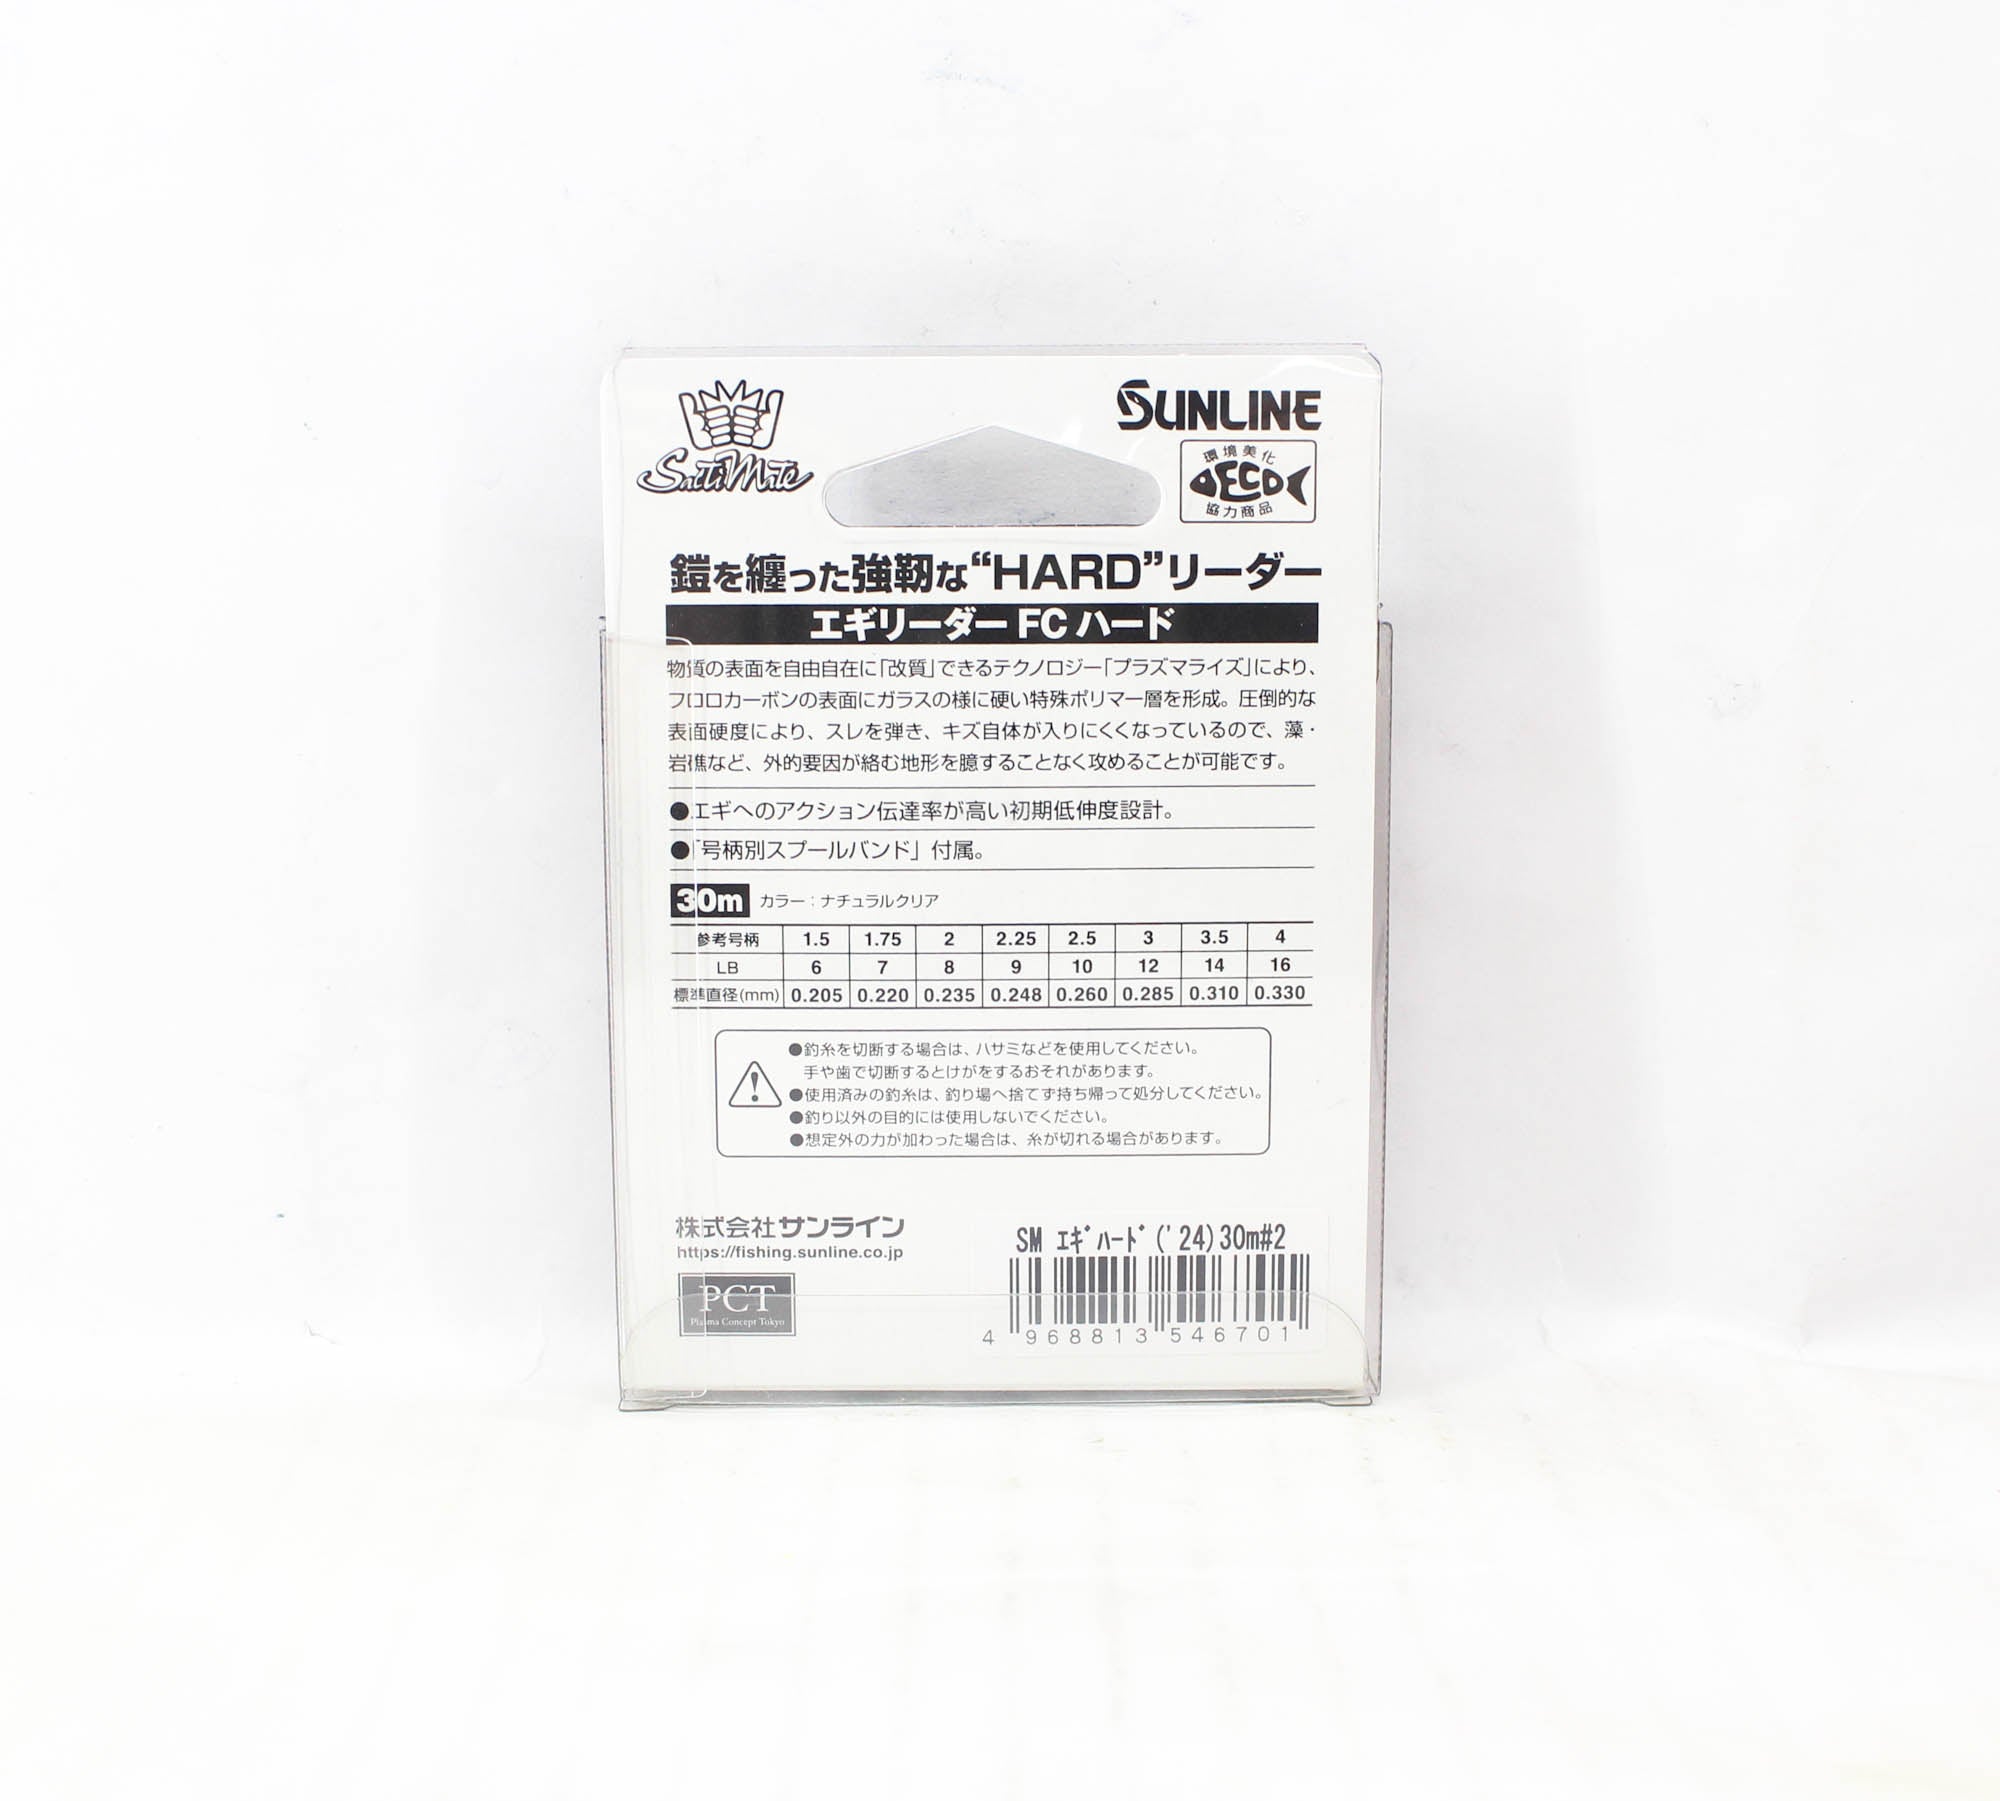 SaltiMate
SUNLINE
環境美化
ECO
協力商品
鎧を纏った強靭な“HARD”リーダー
エギリーダー FC ハード
物質の表面を自由自在に「改質」できるテクノロジー「プラズマライズ」により、
フロロカーボンの表面にガラスの様に硬い特殊ポリマー層を形成。圧倒的な
表面硬度により、スレを弾き、キズ自体が入りにくくなっているので、藻・
岩礁など、外的要因が絡む地形を臆することなく攻めることが可能です。
●エギへのアクション伝達率が高い初期低伸度設計。
●「号柄別スプールバンド」付属。
30m カラー：ナチュラルクリア
参考号柄 1.5 1.75 2 2.25 2.5 3 3.5 4
LB 6 7 8 9 10 12 14 16
標準直径(mm) 0.205 0.220 0.235 0.248 0.260 0.285 0.310 0.330
●釣糸を切断する場合は、ハサミなどを使用してください。
手や歯で切断するとけがをするおそれがあります。
●使用済みの釣糸は、釣り場へ捨てず持ち帰って処分してください。
●釣り以外の目的には使用しないでください。
●想定外の力が加わった場合は、糸が切れる場合があります。
株式会社サンライン
https://fishing.sunline.co.jp
PCT
Plasma Concept Tokyo
SM ｴｷﾞﾊｰﾄﾞ('24)30m#2
4 968813 546701